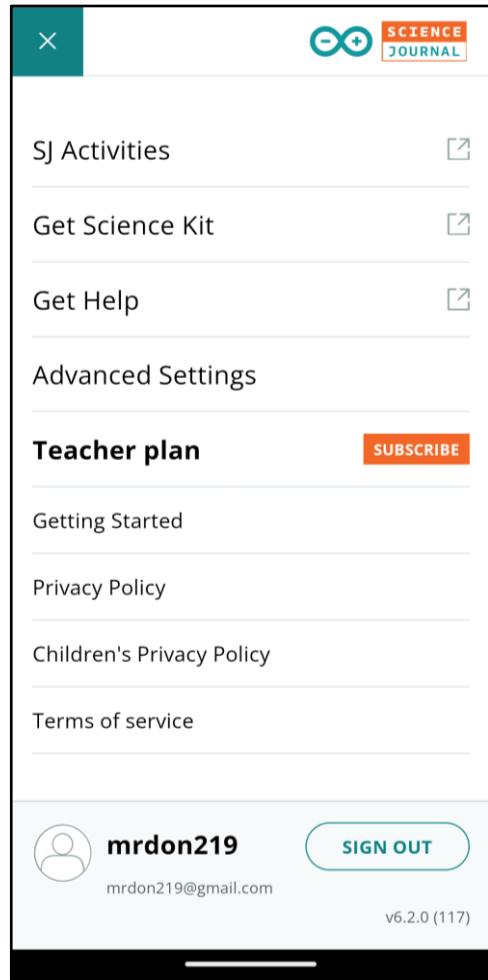 SCIENCE
JOURNAL
SJ Activities
Get Science Kit
Get Help
Advanced Settings
Teacher plan
SUBSCRIBE
Getting Started
Privacy Policy
Children's Privacy Policy
Terms of service
mrdon219
SIGN OUT
mrdon219@gmail.com
v6.2.0 (117)